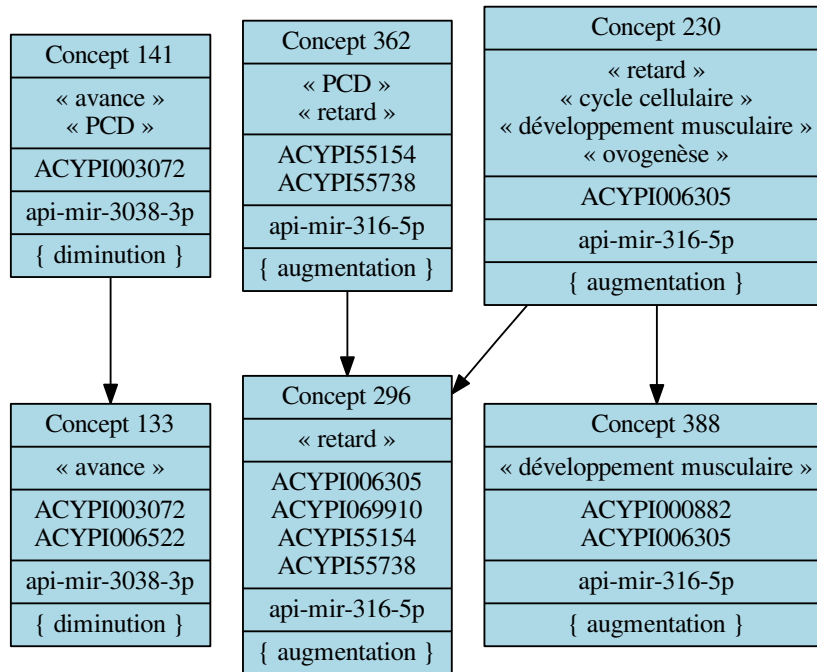 Concept 141
« avance »
« PCD »
ACYPI003072
api-mir-3038-3p
{ diminution }
Concept 362
« PCD »
« retard »
ACYPI55154
ACYPI55738
api-mir-316-5p
{ augmentation }
Concept 230
« retard »
« cycle cellulaire »
« développement musculaire »
« ovogenèse »
ACYPI006305
api-mir-316-5p
{ augmentation }
Concept 133
« avance »
ACYPI003072
ACYPI006522
api-mir-3038-3p
{ diminution }
Concept 296
« retard »
ACYPI006305
ACYPI069910
ACYPI55154
ACYPI55738
api-mir-316-5p
{ augmentation }
Concept 388
« développement musculaire »
ACYPI000882
ACYPI006305
api-mir-316-5p
{ augmentation }